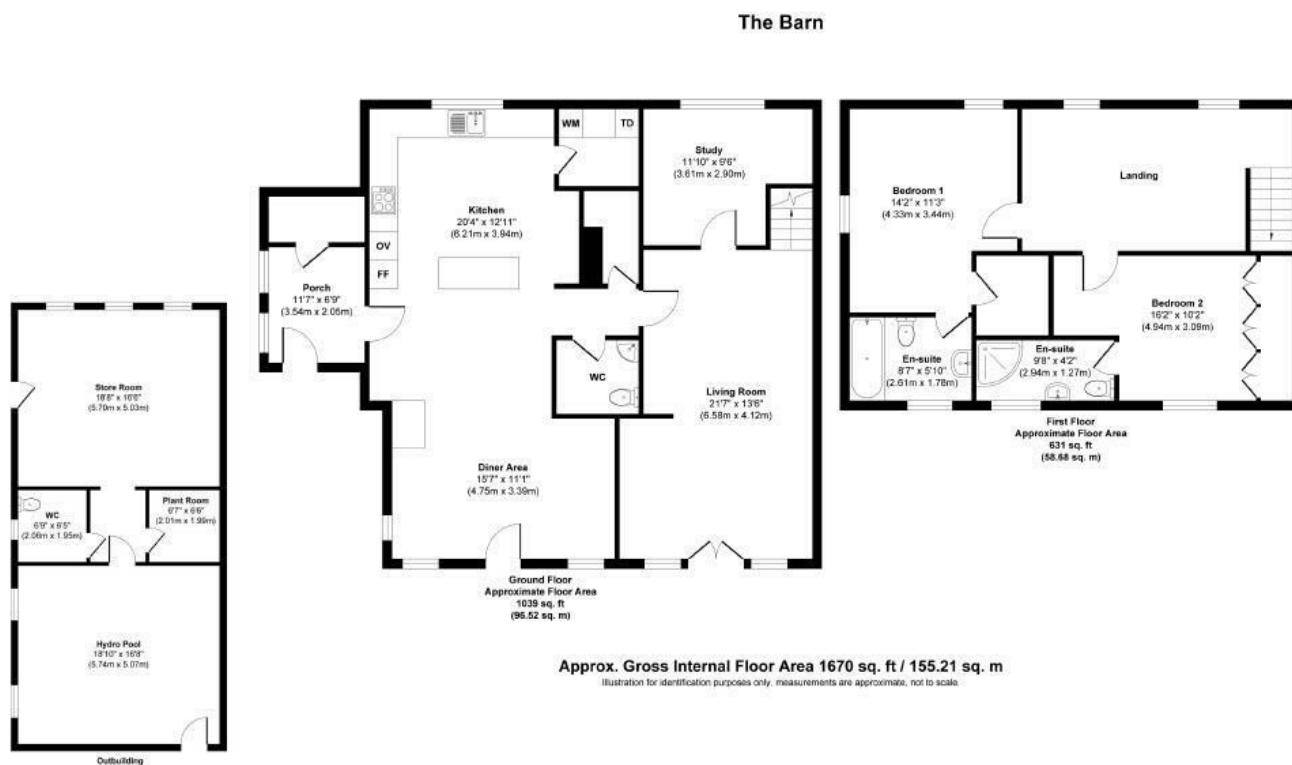 The Barn
WM
TD
Study
11'10" x 9'6"
(3.61m x 2.90m)
Kitchen
20'4" x 12'11"
(6.21m x 3.94m)
OV
FF
Porch
11'7" x 6'9"
(3.54m x 2.05m)
WC
Living Room
21'7" x 13'6"
(6.58m x 4.12m)
Diner Area
15'7" x 11'1"
(4.75m x 3.39m)
Ground Floor
Approximate Floor Area
1039 sq. ft
(96.52 sq. m)
Bedroom 1
14'2" x 11'3"
(4.33m x 3.44m)
Landing
Bedroom 2
16'2" x 10'2"
(4.94m x 3.09m)
En-suite
8'7" x 5'10"
(2.61m x 1.78m)
En-suite
9'8" x 4'2"
(2.94m x 1.27m)
First Floor
Approximate Floor Area
631 sq. ft
(58.68 sq. m)
Store Room
18'8" x 16'6"
(5.70m x 5.03m)
WC
6'9" x 6'5"
(2.06m x 1.95m)
Plant Room
6'7" x 6'6"
(2.01m x 1.99m)
Hydro Pool
18'10" x 16'8"
(5.74m x 5.07m)
Outbuilding
Approx. Gross Internal Floor Area 1670 sq. ft / 155.21 sq. m
Illustration for identification purposes only, measurements are approximate, not to scale.